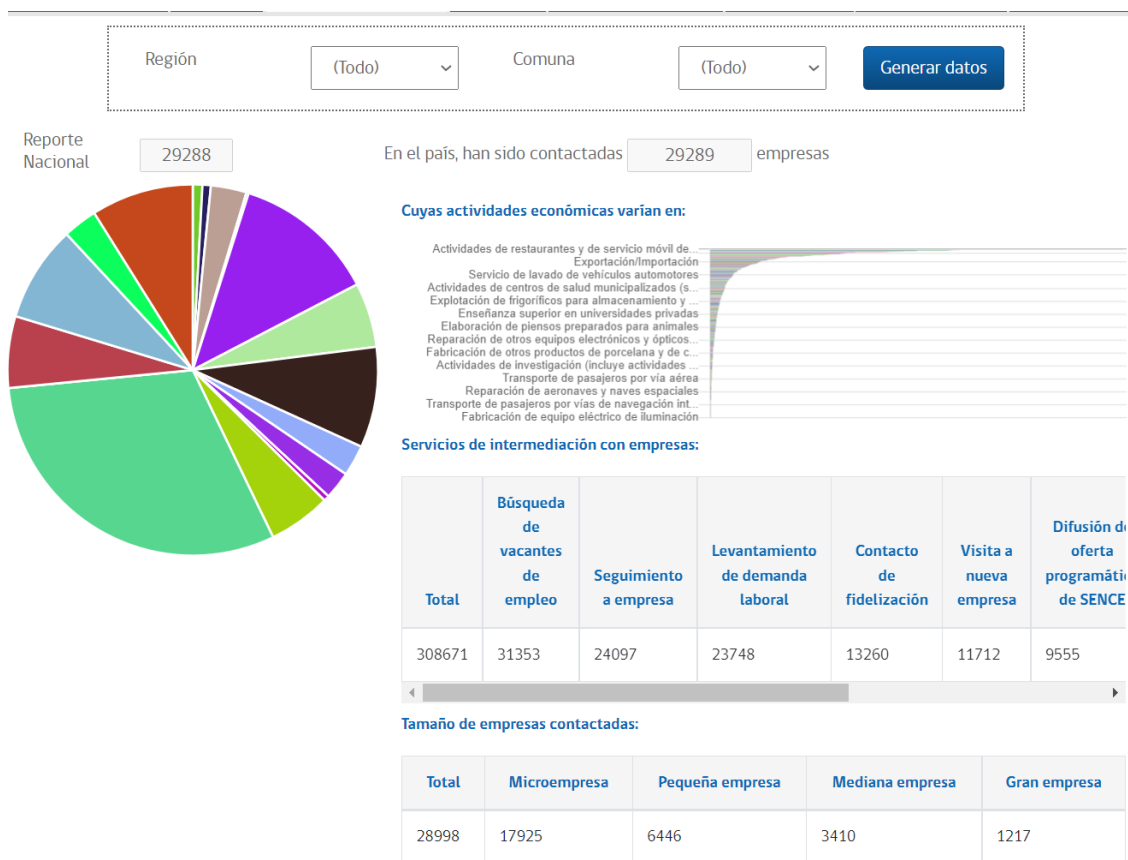 Región
(Todo)
Comuna
(Todo)
Generar datos
Reporte
Nacional
29288
En el país, han sido contactadas
29289
empresas
Cuyas actividades económicas varían en:
Actividades de restaurantes y de servicio móvil de...
Exportación/Importación
Servicio de lavado de vehículos automotores
Actividades de centros de salud municipalizados (s...
Explotación de frigoríficos para almacenamiento y ...
Enseñanza superior en universidades privadas
Elaboración de piensos preparados para animales
Reparación de otros equipos electrónicos y ópticos...
Fabricación de otros productos de porcelana y de c...
Actividades de investigación (incluye actividades ...
Transporte de pasajeros por vía aérea
Reparación de aeronaves y naves espaciales
Transporte de pasajeros por vías de navegación int...
Fabricación de equipo eléctrico de iluminación
Servicios de intermediación con empresas:
Total
Búsqueda
de
vacantes
de
empleo
Seguimiento
a empresa
Levantamiento
de demanda
laboral
Contacto
de
fidelización
Visita a
nueva
empresa
Difusión de
oferta
programátic
de SENCE
308671 31353 24097 23748 13260 11712 9555
Tamaño de empresas contactadas:
Total Microempresa Pequeña empresa Mediana empresa Gran empresa
28998 17925 6446 3410 1217